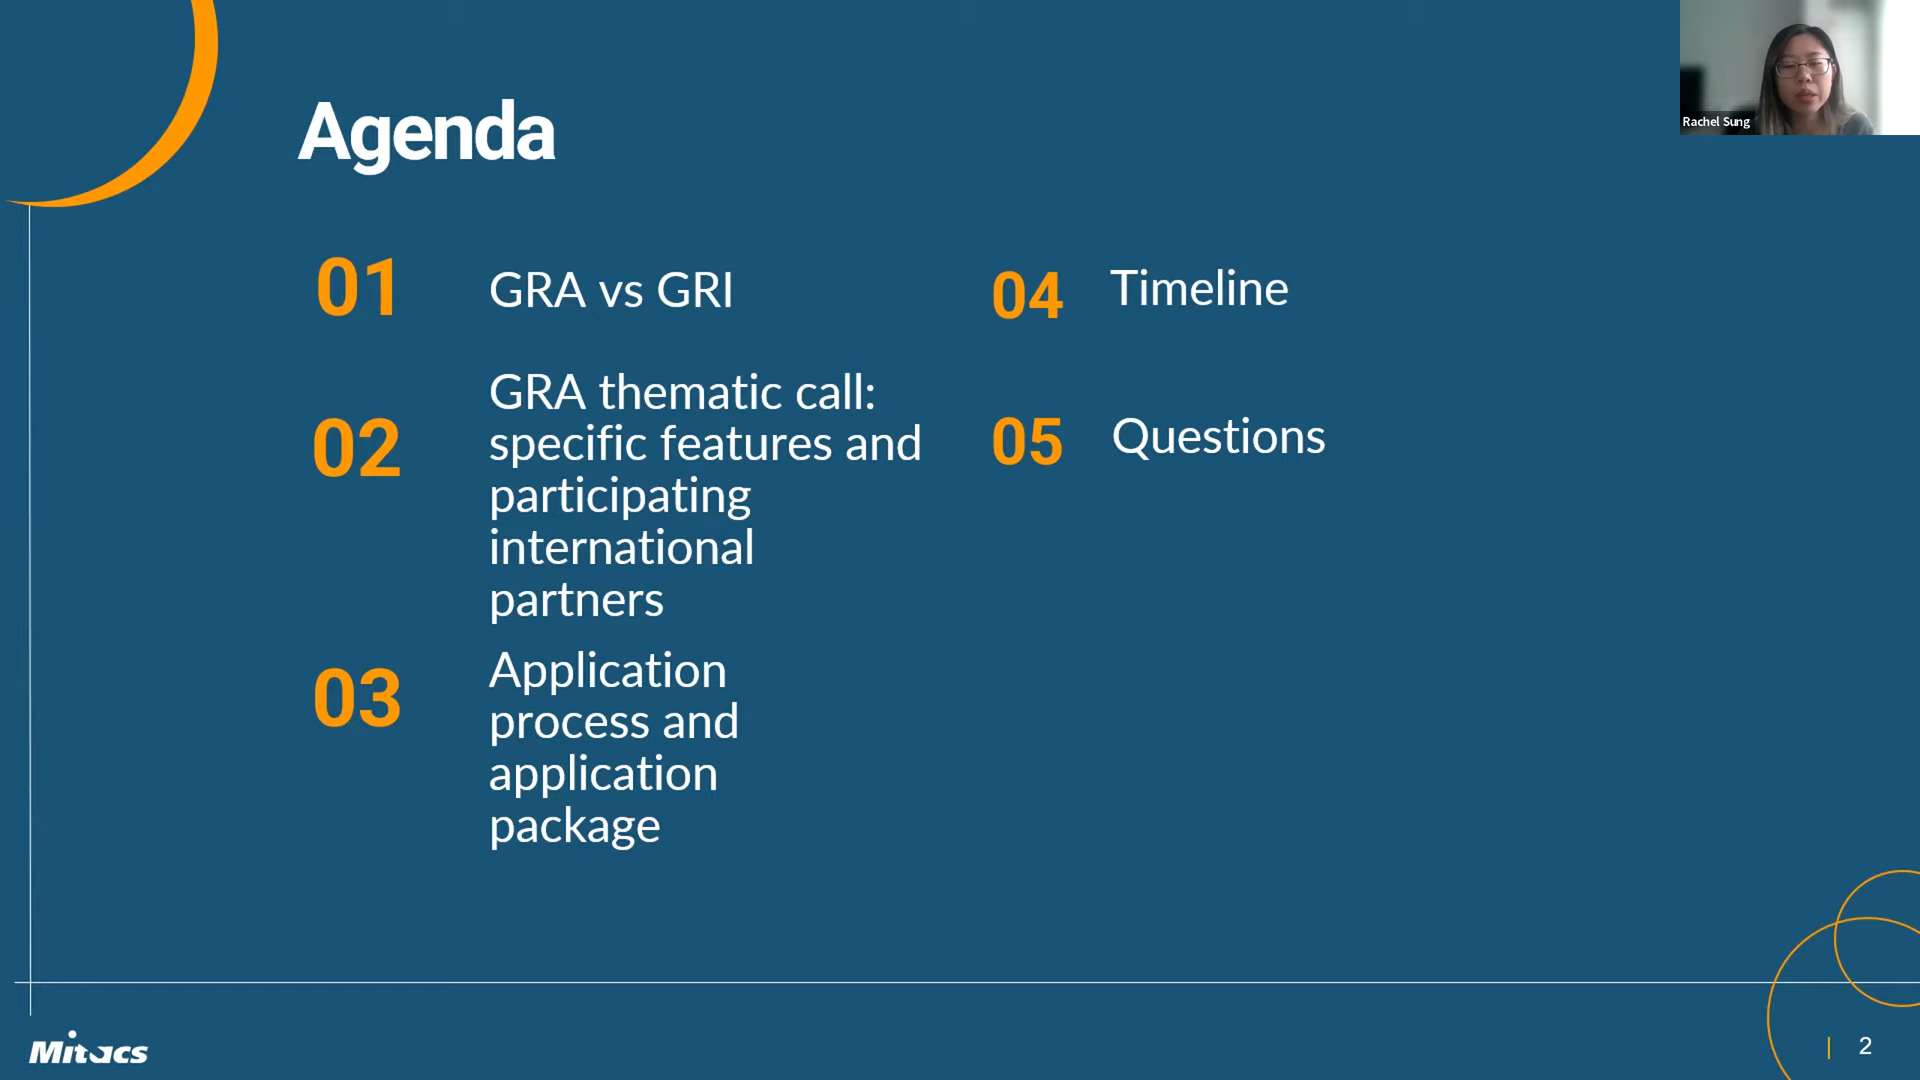 Agenda
Rachel Sung
01
GRA vs GRI
02
GRA thematic call:
specific features and
participating
international
partners
03
Application
process and
application
package
04
Timeline
05
Questions
Mitacs
2